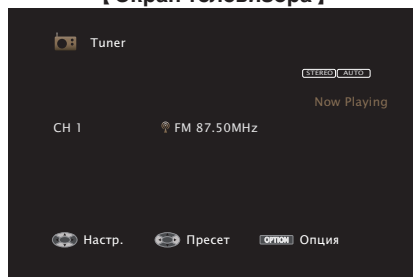 [ Экран телевизора ]
Tuner
STEREO AUTO
Now Playing
CH 1 FM 87.50MHz
Настр. Пресет OPTION Опция